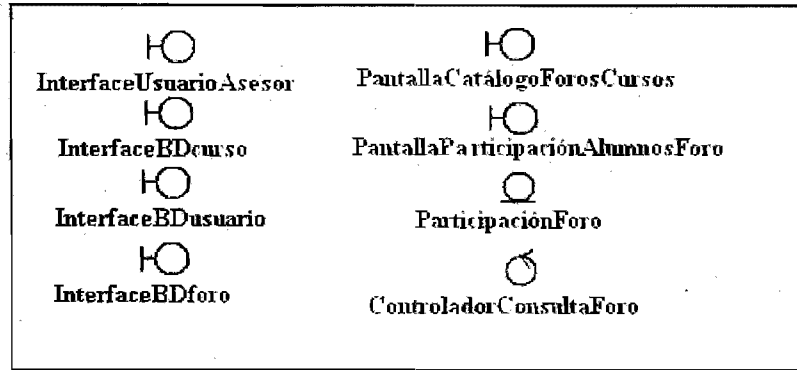 InterfaceUsuarioAsesor
PantallaCatálogoForosCursos
InterfaceBDcurso
PantallaParticipaciónAlumnosForo
InterfaceBDusuario
ParticipaciónForo
InterfaceBDforo
ControladorConsultaForo